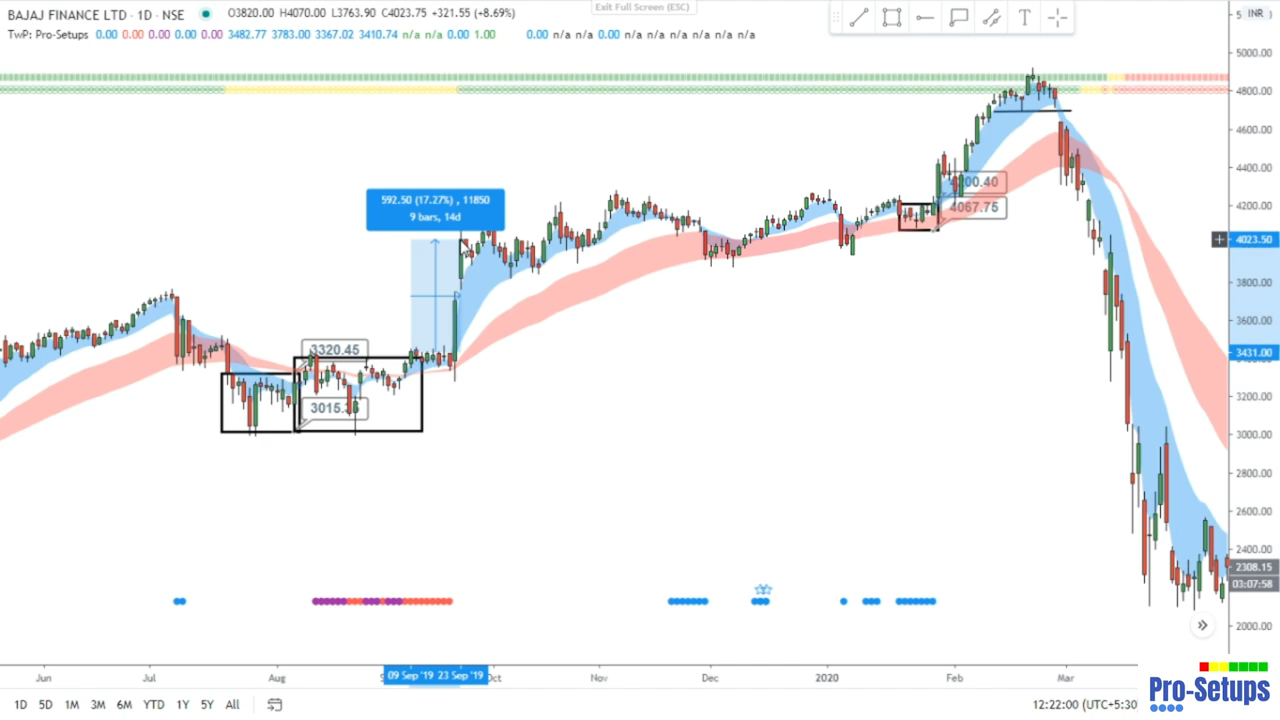 BAJAJ FINANCE LTD · 1D · NSE O3820.00 H4070.00 L3763.90 C4023.75 +321.55 (+8.69%)
Exit Full Screen (ESC)
TwP: Pro-Setups 0.00 0.00 0.00 0.00 0.00 3482.77 3783.00 3367.02 3410.74 n/a n/a 0.00 1.00 0.00 n/a n/a 0.00 n/a n/a n/a n/a n/a n/a
INR
5000.00
4800.00
4600.00
4400.00
4200.00
4023.50
3800.00
3600.00
3431.00
3200.00
3000.00
2800.00
2600.00
2400.00
2308.15
03:07:58
2000.00
592.50 (17.27%) , 11850
9 bars, 14d
4067.75
3320.45
Jun Jul Aug 09 Sep '19 23 Sep '19 Oct Nov Dec 2020 Feb Mar
1D 5D 1M 3M 6M YTD 1Y 5Y All
12:22:00 (UTC+5:30)
Pro-Setups